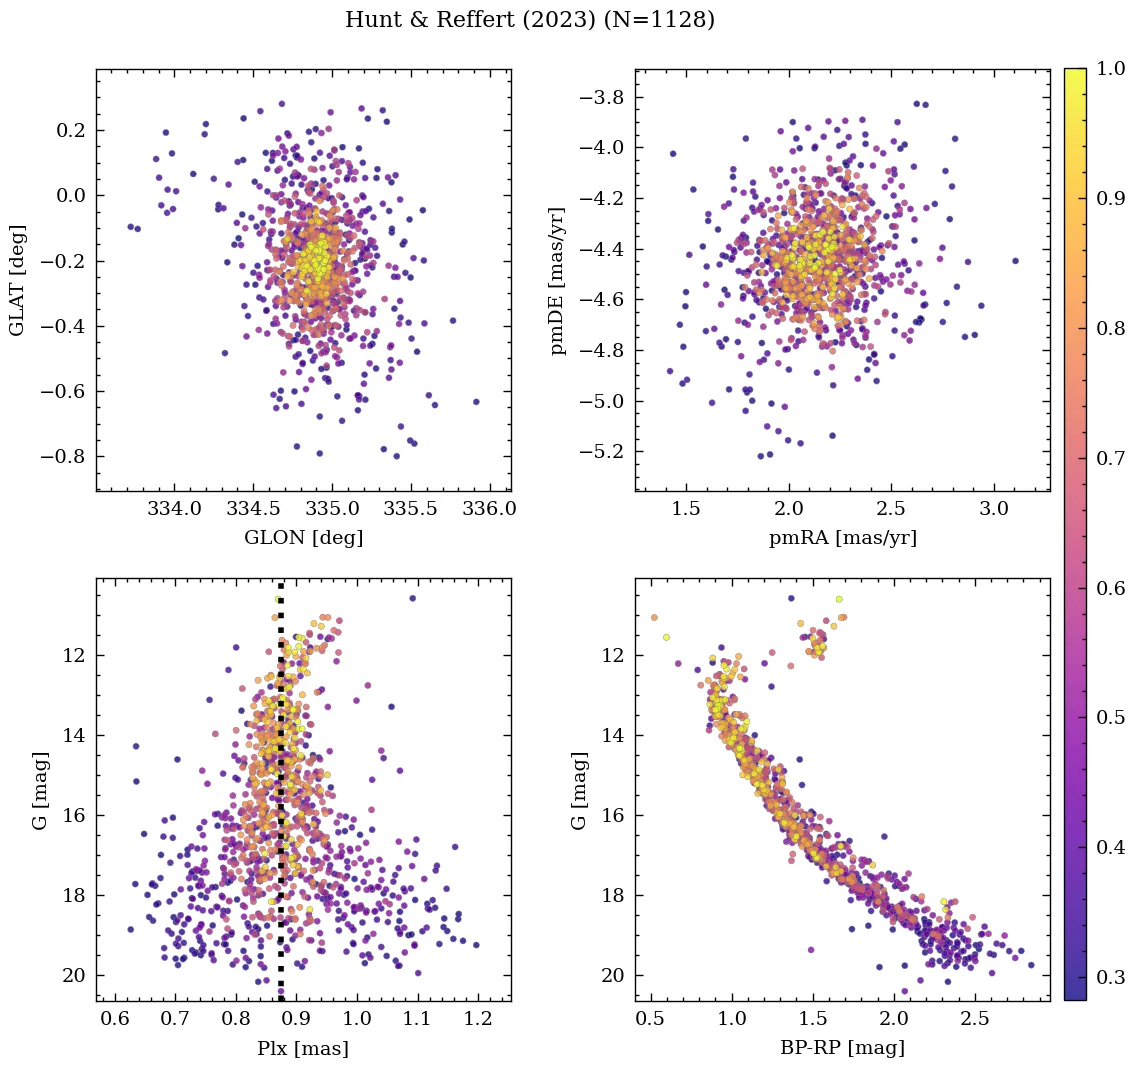 Hunt & Reffert (2023) (N=1128)
0.2
0.0
−0.2
−0.4
−0.6
−0.8
GLAT [deg]
334.0 334.5 335.0 335.5 336.0
GLON [deg]
−3.8
−4.0
−4.2
−4.4
−4.6
−4.8
−5.0
−5.2
pmDE [mas/yr]
1.5 2.0 2.5 3.0
pmRA [mas/yr]
12
14
16
18
20
G [mag]
0.6 0.7 0.8 0.9 1.0 1.1 1.2
Plx [mas]
12
14
16
18
20
G [mag]
0.5 1.0 1.5 2.0 2.5
BP-RP [mag]
1.0
0.9
0.8
0.7
0.6
0.5
0.4
0.3